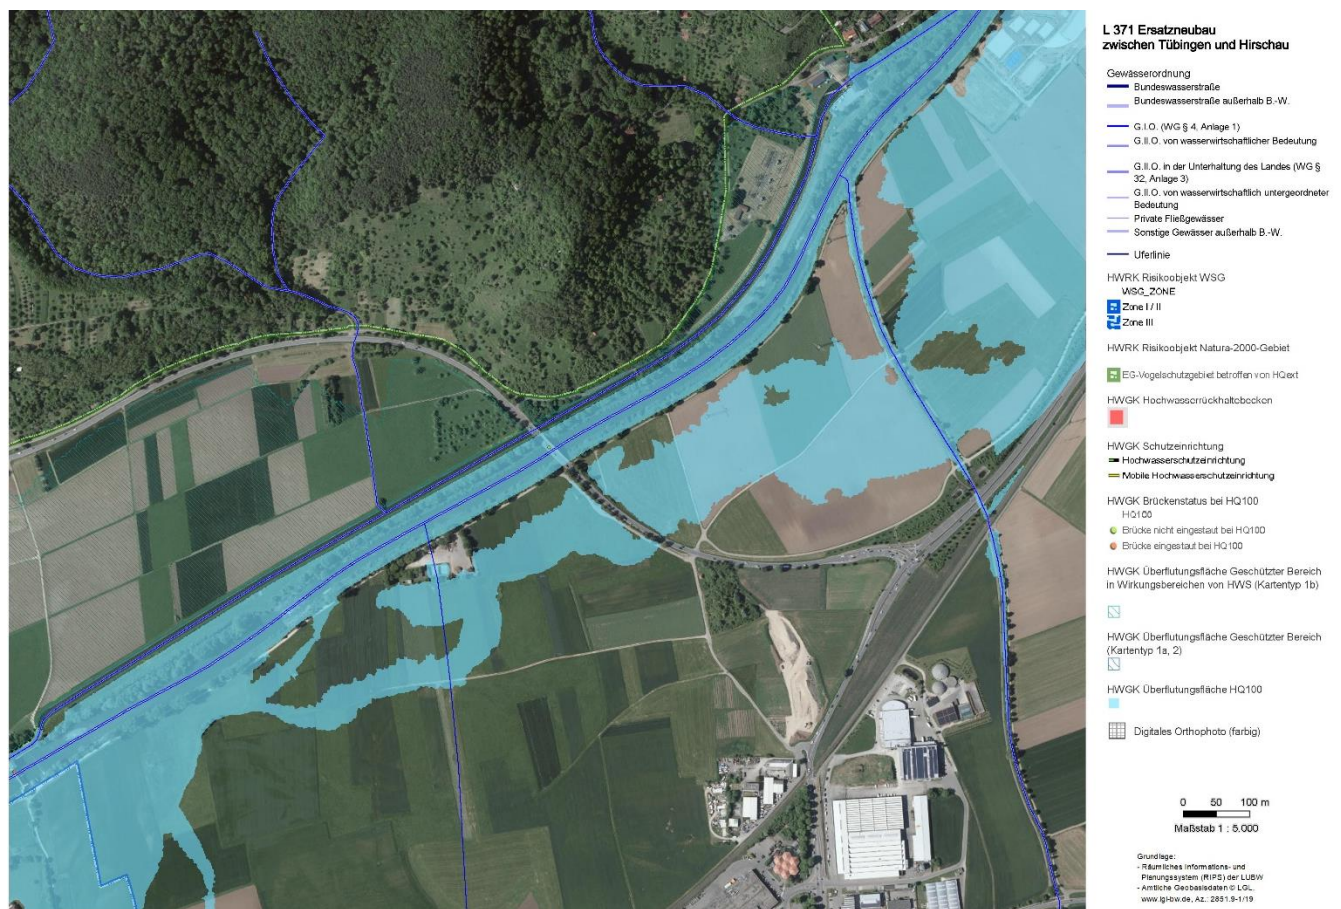 L 371 Ersatzneubau
zwischen Tübingen und Hirschau
Gewässerordnung
Bundeswasserstraße
Bundeswasserstraße außerhalb B.-W.
G.I.O. (WG § 4, Anlage 1)
G.II.O. von wasserwirtschaftlicher Bedeutung
G.II.O. in der Unterhaltung des Landes (WG §
32, Anlage 3)
G.II.O. von wasserwirtschaftlich untergeordneter
Bedeutung
Private Fließgewässer
Sonstige Gewässer außerhalb B.-W.
Uferlinie
HWRK Risikoobjekt WSG
WSG_ZONE
Zone I / II
Zone III
HWRK Risikoobjekt Natura-2000-Gebiet
EG-Vogelschutzgebiet betroffen von HQext
HWGK Hochwasserrückhaltebecken
HWGK Schutzeinrichtung
Hochwasserschutzeinrichtung
Mobile Hochwasserschutzeinrichtung
HWGK Brückenstatus bei HQ100
HQ100
Brücke nicht eingestaut bei HQ100
Brücke eingestaut bei HQ100
HWGK Überflutungsfläche Geschützter Bereich
in Wirkungsbereichen von HWS (Kartentyp 1b)
HWGK Überflutungsfläche Geschützter Bereich
(Kartentyp 1a, 2)
HWGK Überflutungsfläche HQ100
Digitales Orthophoto (farbig)
0 50 100 m
Maßstab 1 : 5.000
Grundlage:
- Räumliches Informations- und
Planungssystem (RIPS) der LUBW
- Amtliche Geobasisdaten © LGL,
www.lgl-bw.de, Az.: 2851.9-1/19